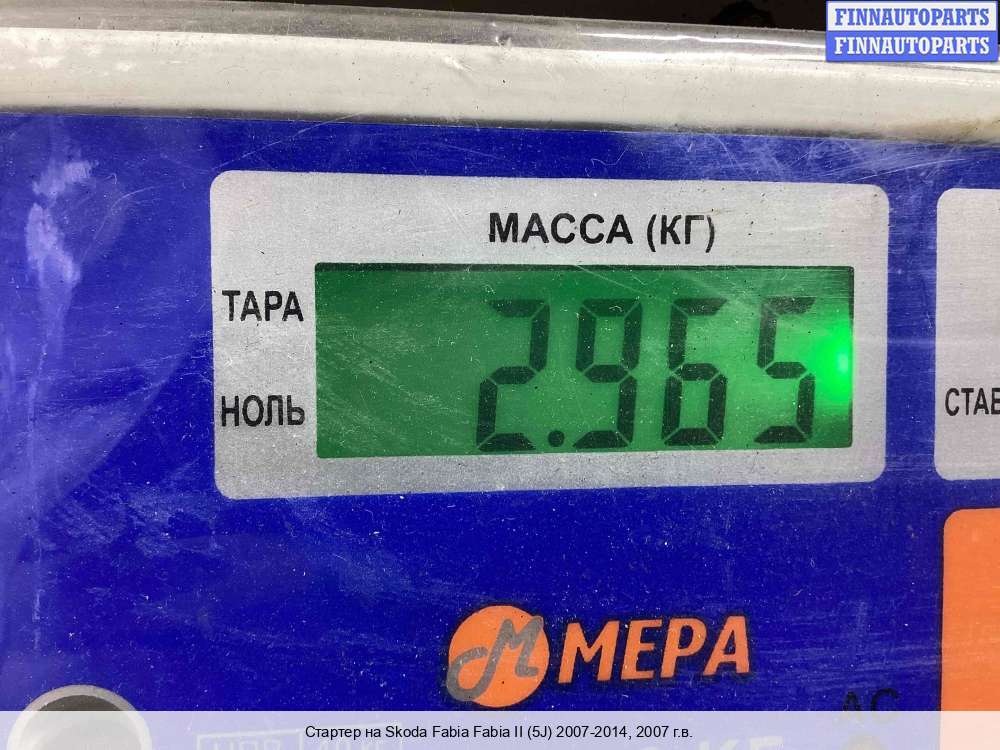 FINNAUTOPARTS
FINNAUTOPARTS
МАССА (КГ)
ТАРА
2.965
НОЛЬ
МЕРА
AC
Стартер на Skoda Fabia Fabia II (5J) 2007-2014, 2007 г.в.